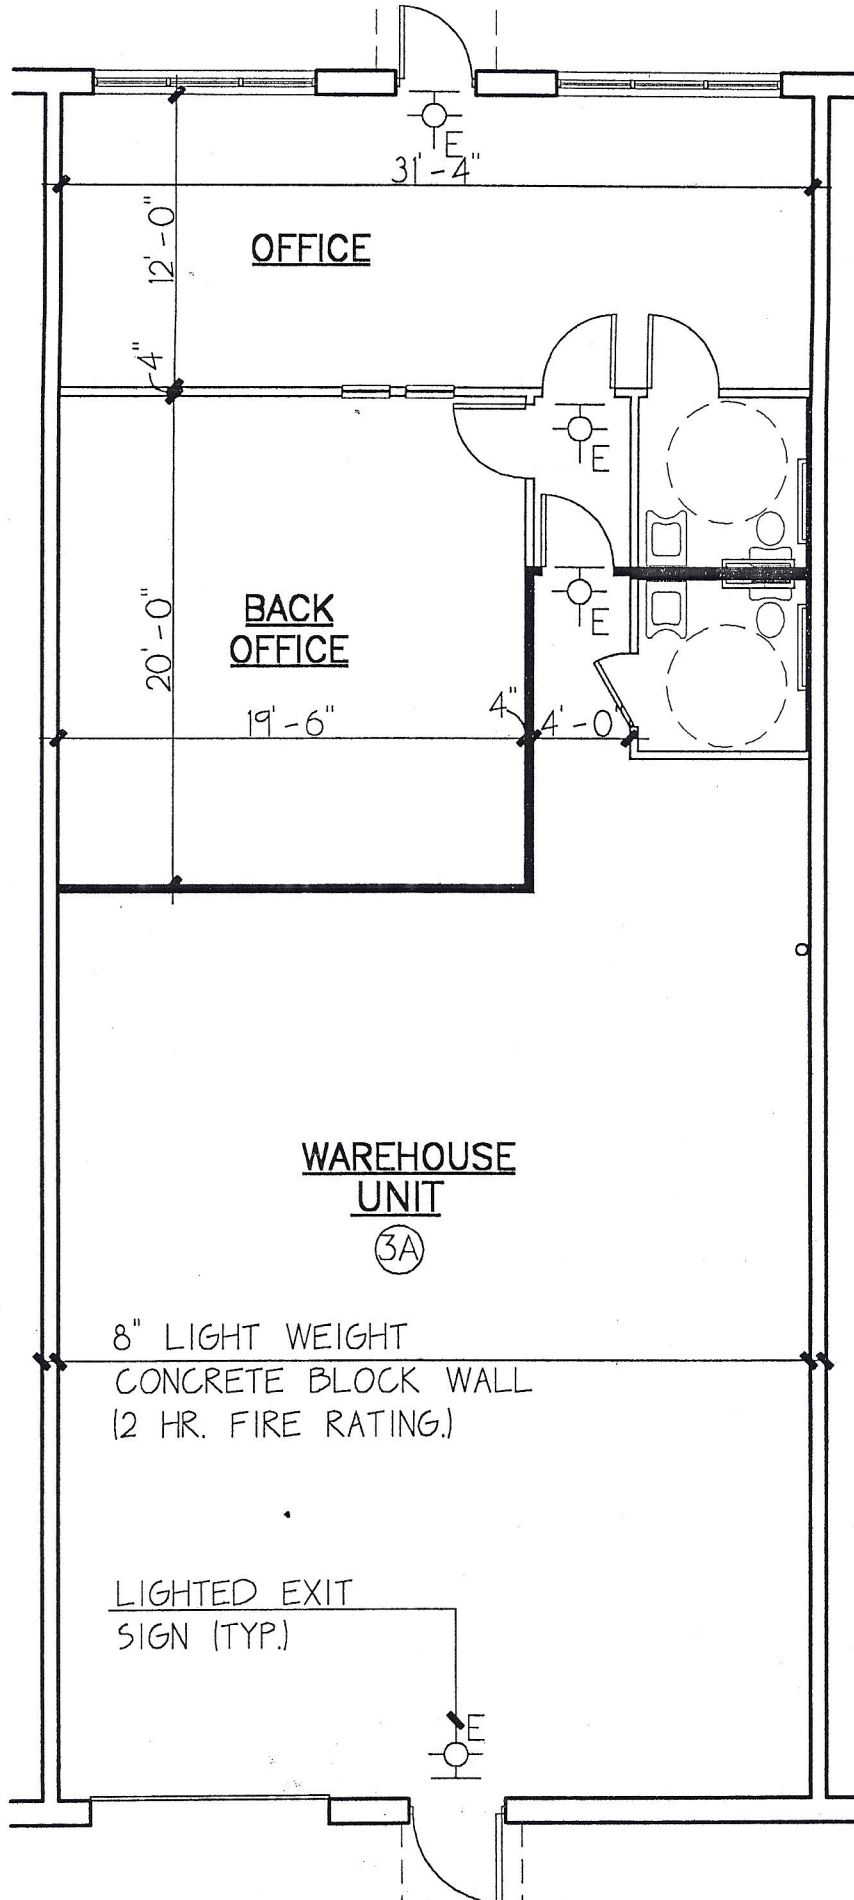 E
31'-4"
12'-0"
OFFICE
4"
E
BACK
OFFICE
20'-0"
E
19'-6"
4"
4'-0"
WAREHOUSE
UNIT
3A
8" LIGHT WEIGHT
CONCRETE BLOCK WALL
(2 HR. FIRE RATING.)
LIGHTED EXIT
SIGN (TYP.)
E